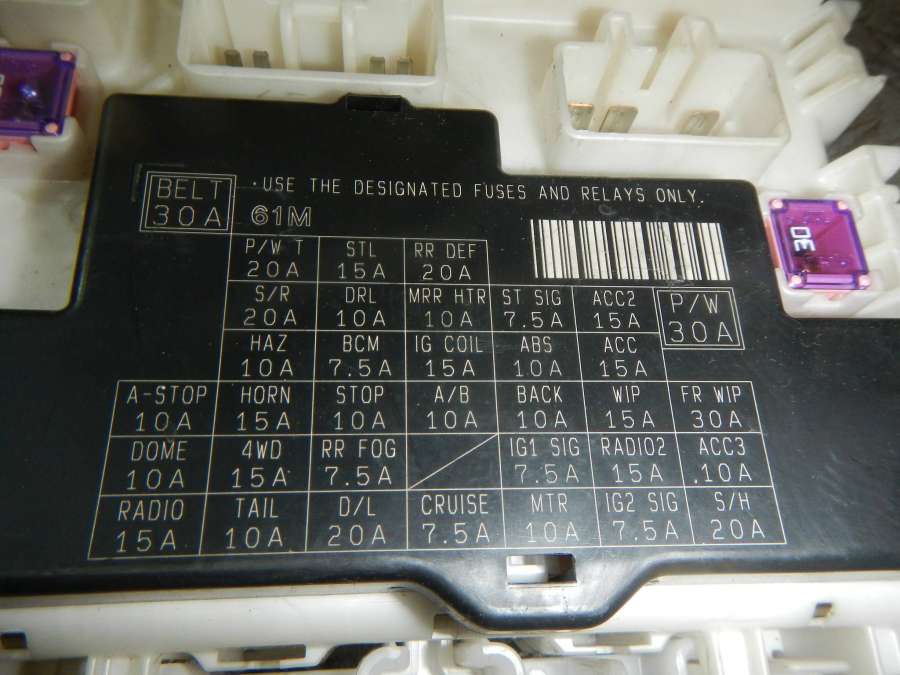 BELT
30A
·USE THE DESIGNATED FUSES AND RELAYS ONLY.
61M
P/W T STL RR DEF
20A 15A 20A
S/R DRL MRR HTR ST SIG ACC2 P/W
20A 10A 10A 7.5A 15A 30A
HAZ BCM IG COIL ABS ACC
10A 7.5A 15A 10A 15A
A-STOP HORN STOP A/B BACK WIP FR WIP
10A 15A 10A 10A 10A 15A 30A
DOME 4WD RR FOG IG1 SIG RADIO2 ACC3
10A 15A 7.5A 7.5A 15A .10A
RADIO TAIL D/L CRUISE MTR IG2 SIG S/H
15A 10A 20A 7.5A 10A 7.5A 20A
30